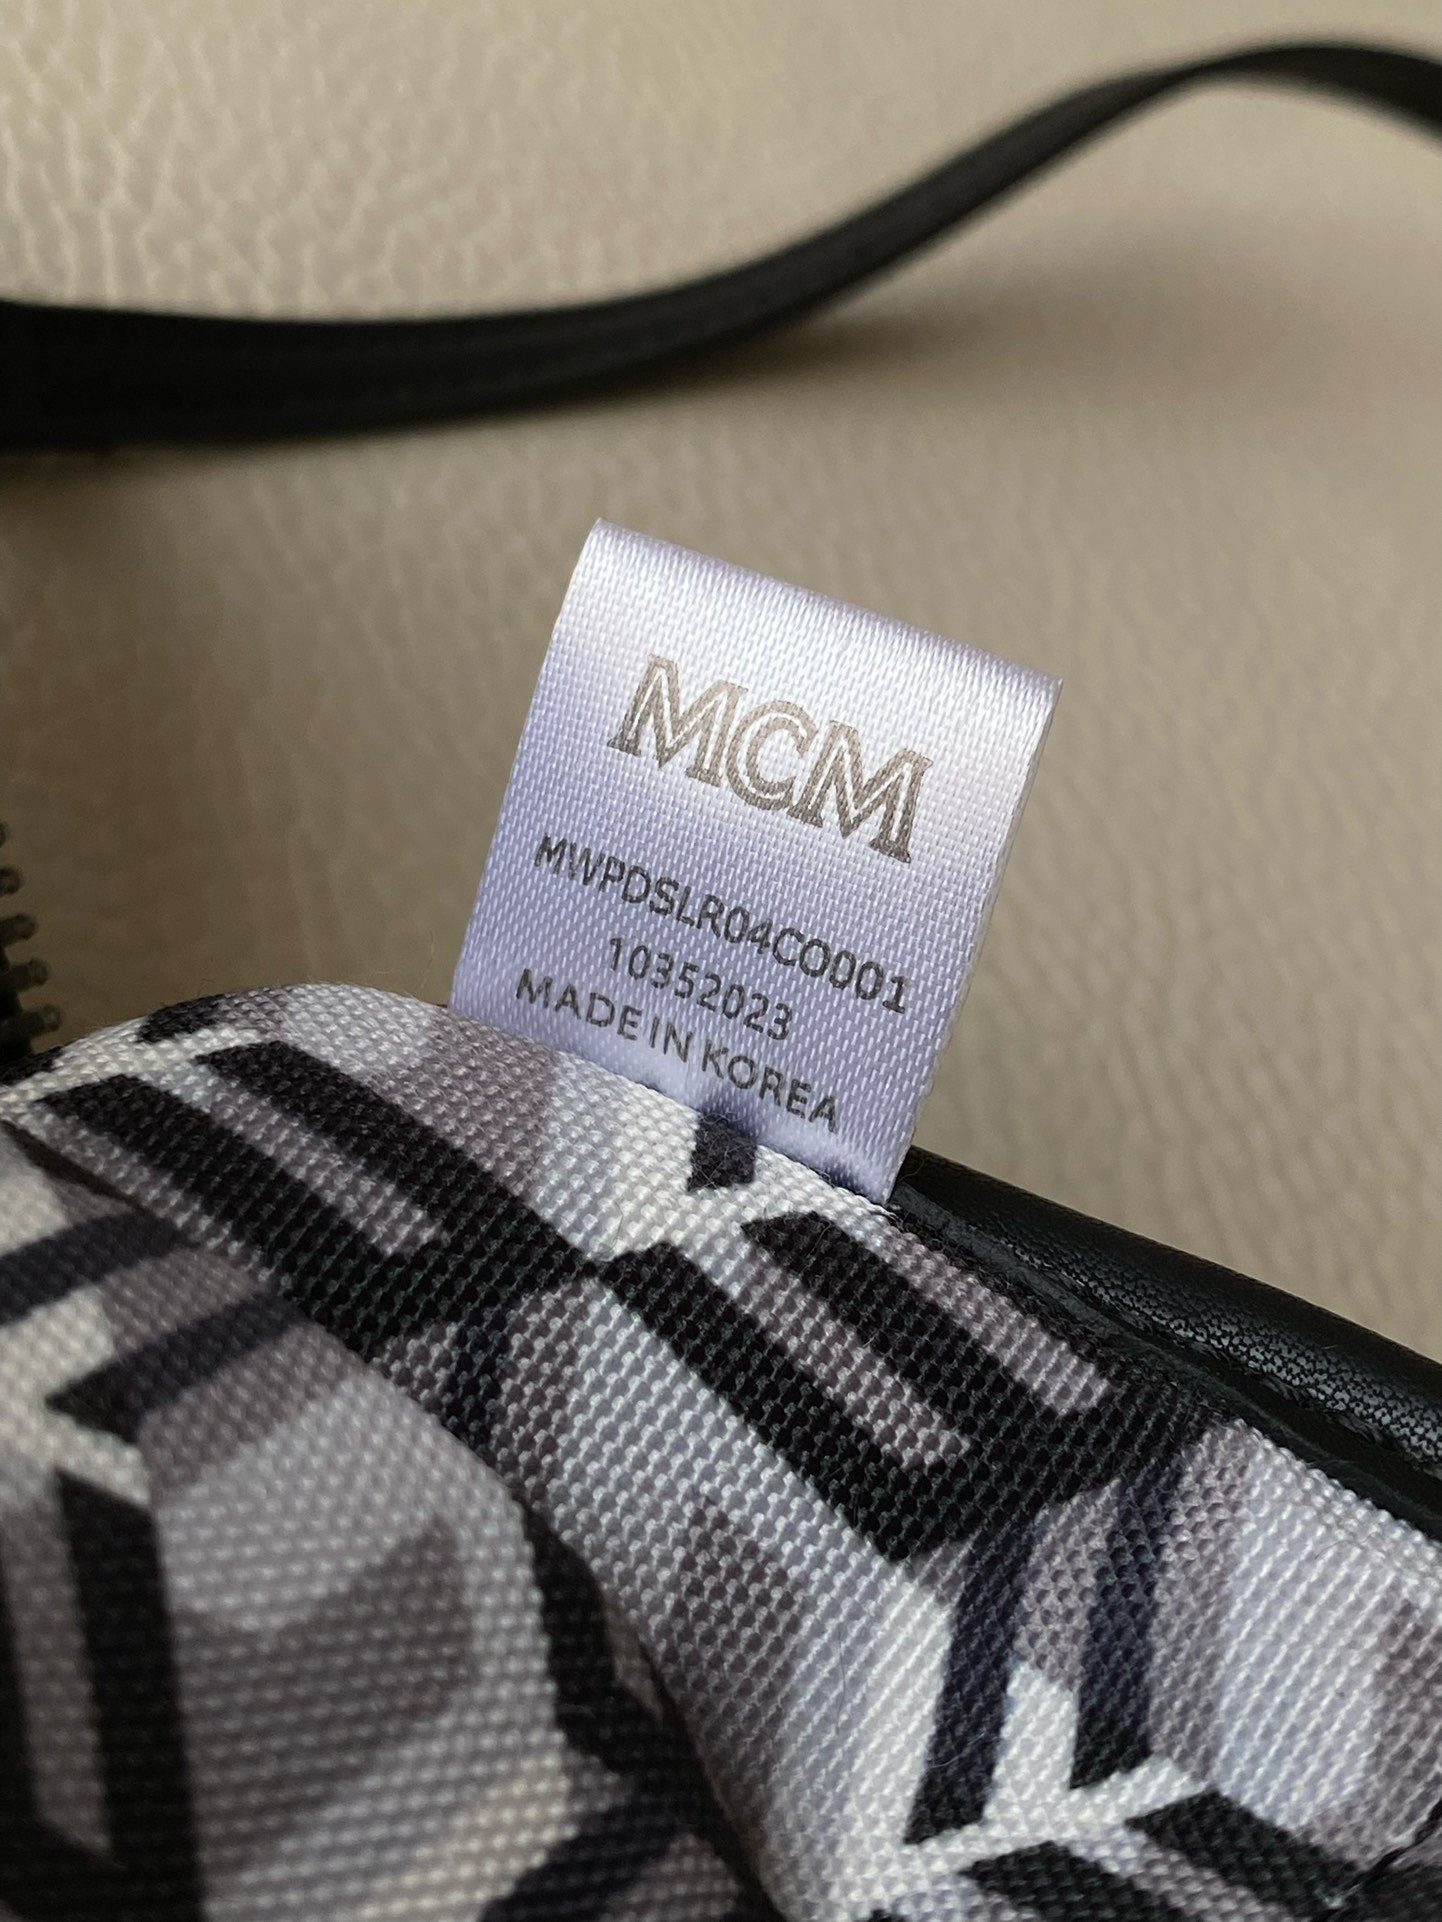 MCM
MWPDSLR04CO001
10352023
MADE IN KOREA